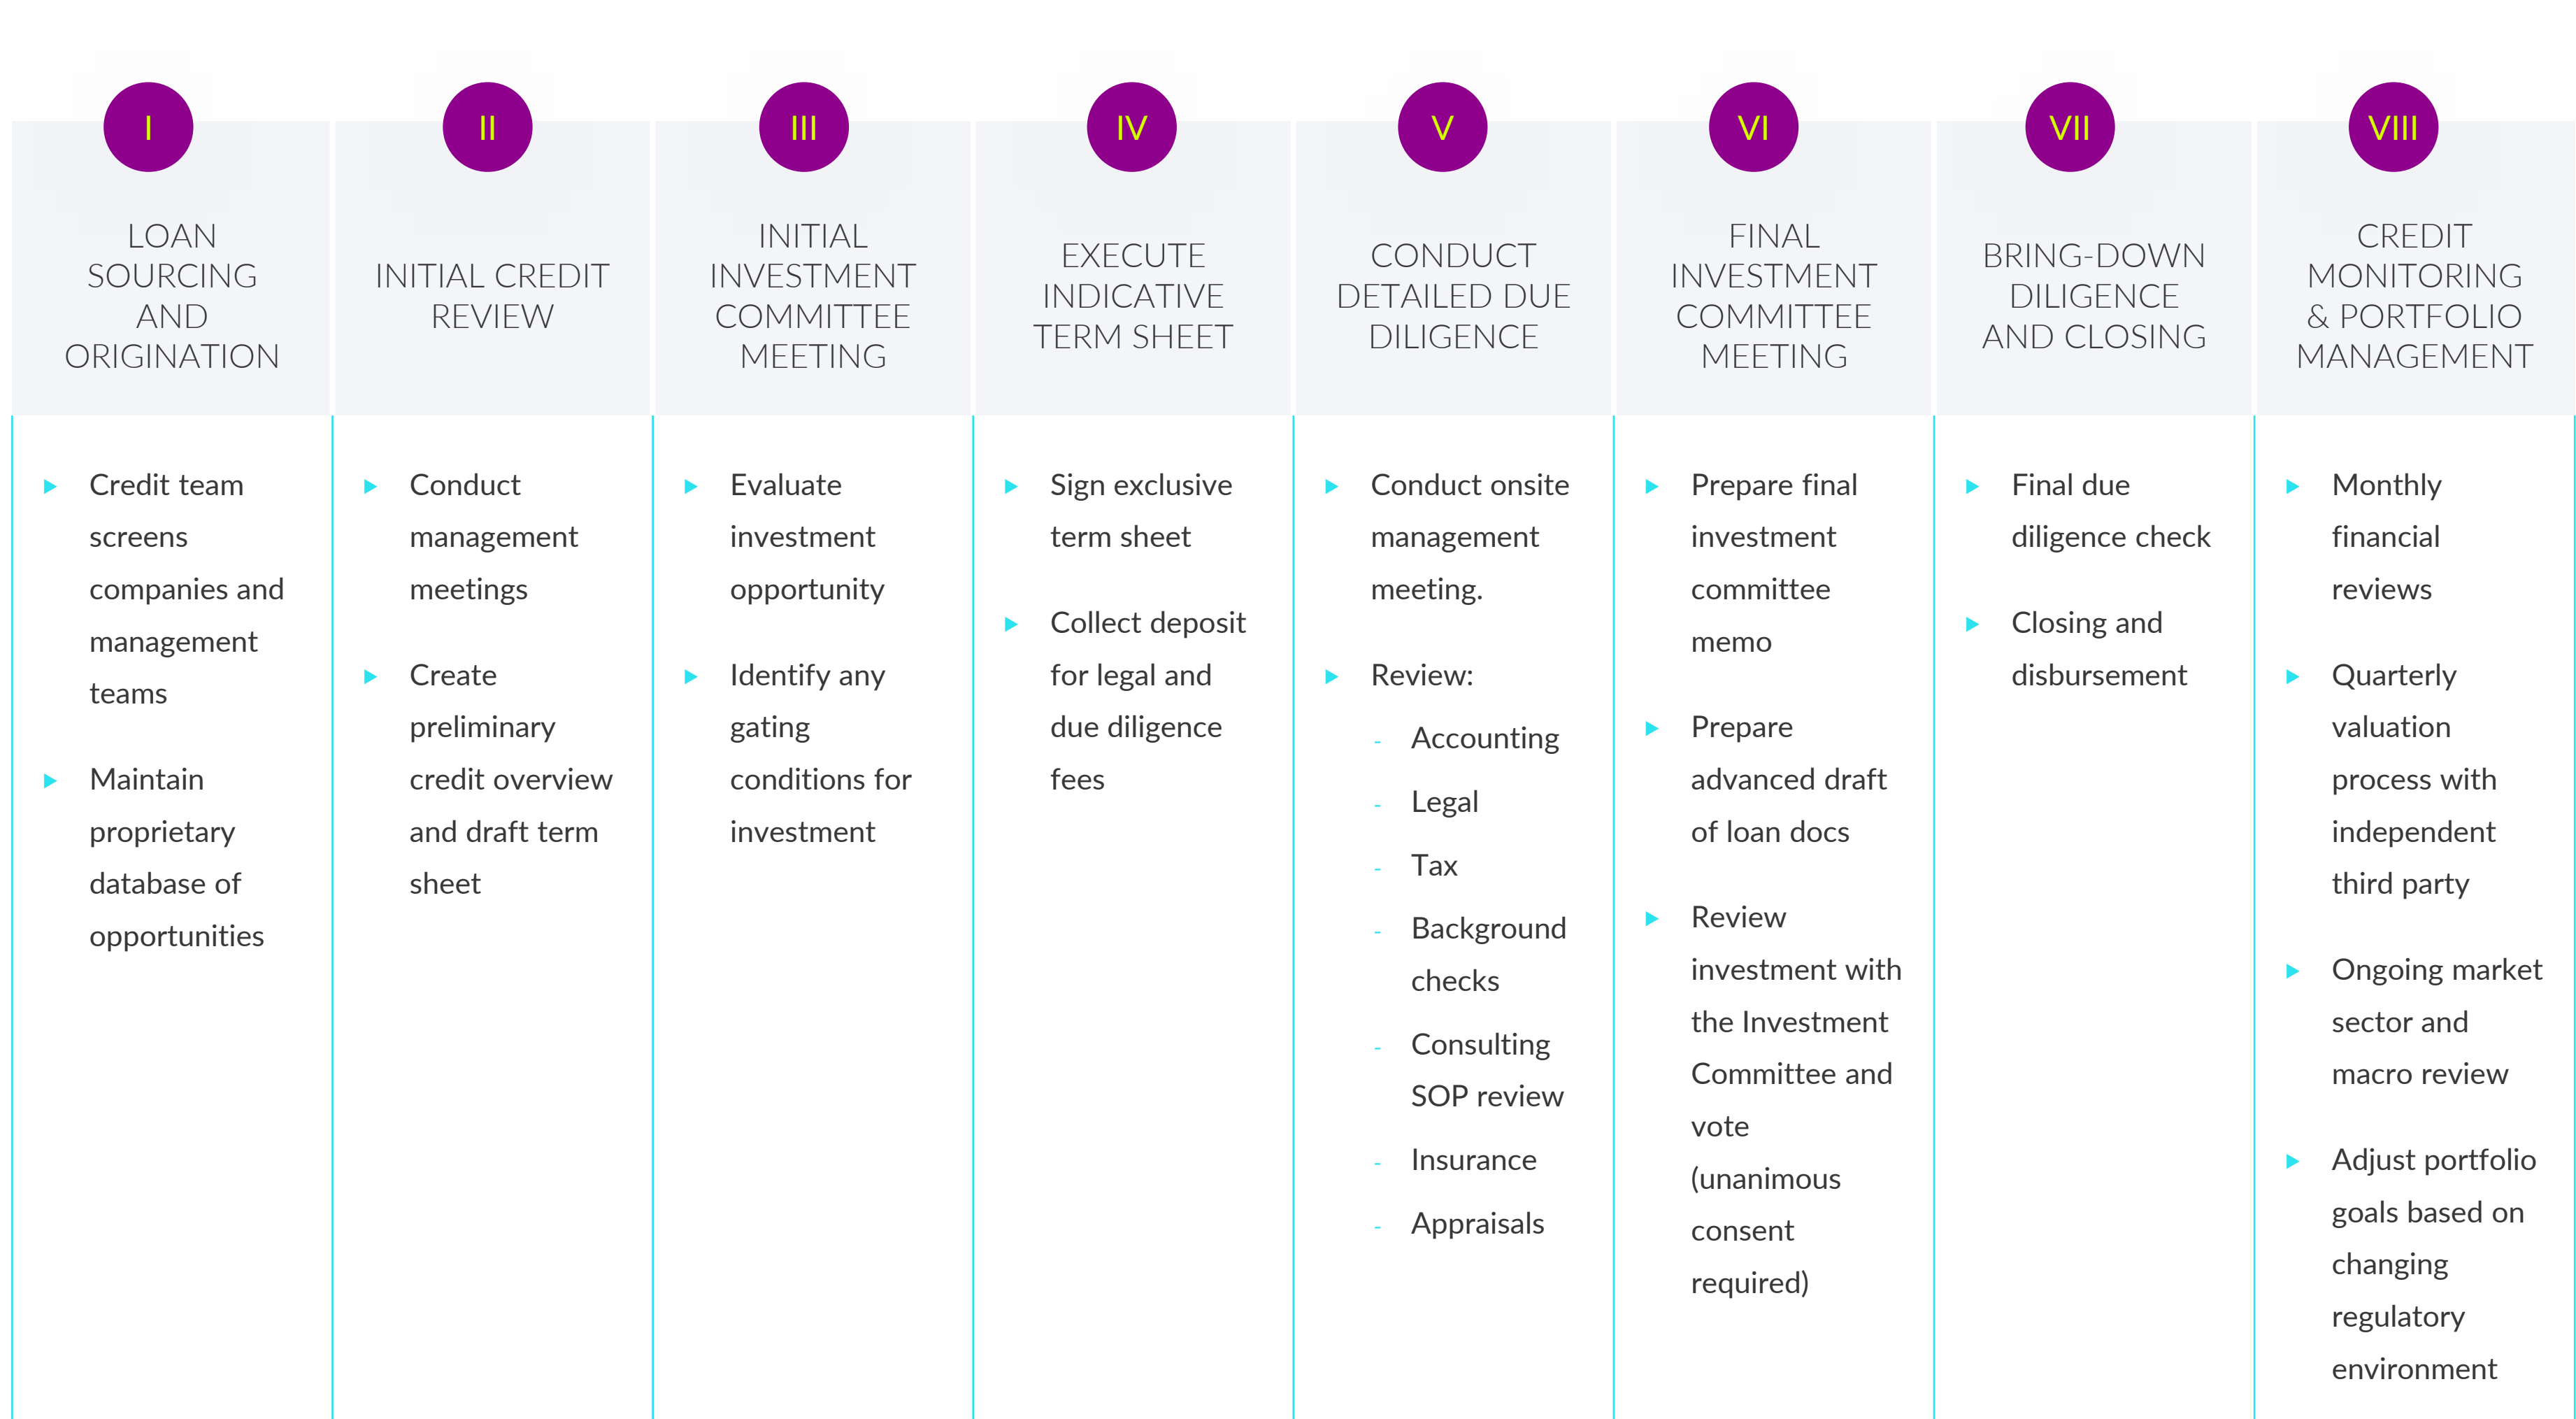 I
LOAN
SOURCING
AND
ORIGINATION
Credit team
screens
companies and
management
teams
Maintain
proprietary
database of
opportunities
II
INITIAL CREDIT
REVIEW
Conduct
management
meetings
Create
preliminary
credit overview
and draft term
sheet
III
INITIAL
INVESTMENT
COMMITTEE
MEETING
Evaluate
investment
opportunity
Identify any
gating
conditions for
investment
IV
EXECUTE
INDICATIVE
TERM SHEET
Sign exclusive
term sheet
Collect deposit
for legal and
due diligence
fees
V
CONDUCT
DETAILED DUE
DILIGENCE
Conduct onsite
management
meeting.
Review:
- Accounting
- Legal
- Tax
- Background
checks
- Consulting
SOP review
- Insurance
- Appraisals
VI
FINAL
INVESTMENT
COMMITTEE
MEETING
Prepare final
investment
committee
memo
Prepare
advanced draft
of loan docs
Review
investment with
the Investment
Committee and
vote
(unanimous
consent
required)
VII
BRING-DOWN
DILIGENCE
AND CLOSING
Final due
diligence check
Closing and
disbursement
VIII
CREDIT
MONITORING
& PORTFOLIO
MANAGEMENT
Monthly
financial
reviews
Quarterly
valuation
process with
independent
third party
Ongoing market
sector and
macro review
Adjust portfolio
goals based on
changing
regulatory
environment